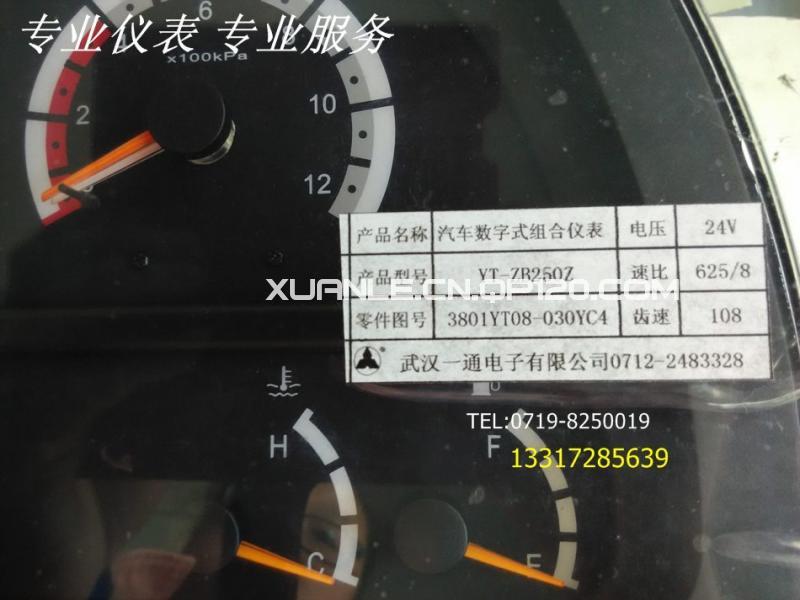 专业仪表 专业服务
6
4 8
x100kPa
2 10
0 12
产品名称 汽车数字式组合仪表 电压 24V
产品型号 YT-ZB250Z 速比 625/8
XUANLE.CN.QP120.COM
零件图号 3801YT08-030YC4 齿速 108
武汉一通电子有限公司0712-2483328
TEL:0719-8250019
H F
13317285639
C E